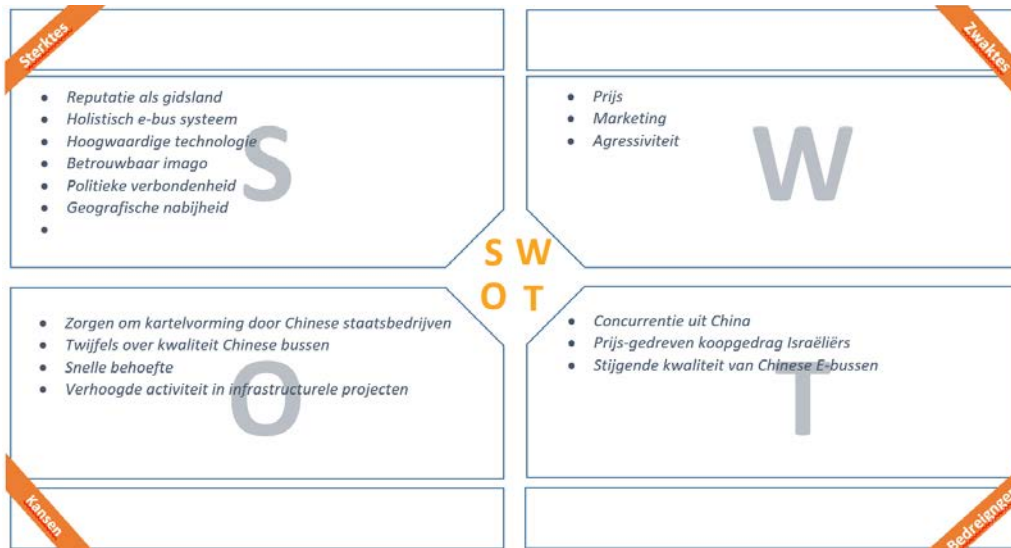 Sterktes
Zwaktes
• Reputatie als gidsland
• Holistisch e-bus systeem
• Hoogwaardige technologie
• Betrouwbaar imago
• Politieke verbondenheid
• Geografische nabijheid
•
S
• Prijs
• Marketing
• Agressiviteit
W
S W
O T
• Zorgen om kartelvorming door Chinese staatsbedrijven
• Twijfels over kwaliteit Chinese bussen
• Snelle behoefte
• Verhoogde activiteit in infrastructurele projecten
O
• Concurrentie uit China
• Prijs-gedreven koopgedrag Israëliërs
• Stijgende kwaliteit van Chinese E-bussen
T
Kansen
Bedreigngen